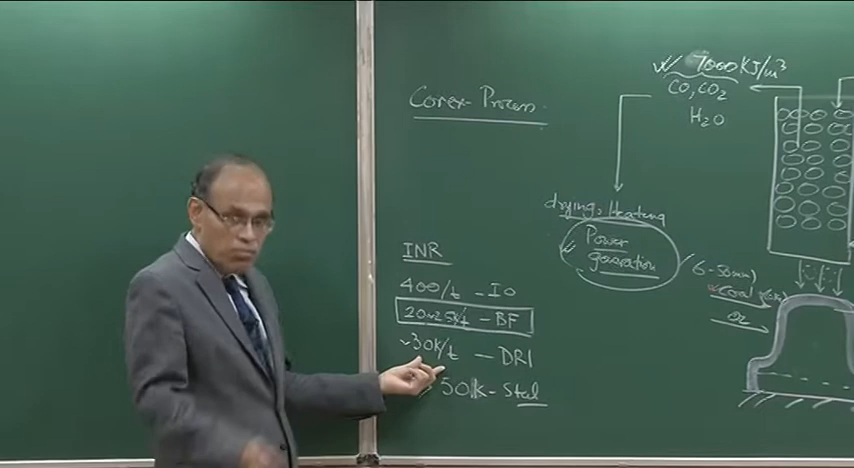 Corex Process
7000 KJ/m³
CO, CO₂
H₂O
drying, Heating
Power
generation
INR
400/t - IO
20~25k/t - BF
~30k/t - DRI
50k - Steel
(6-50mm)
Coal
O₂